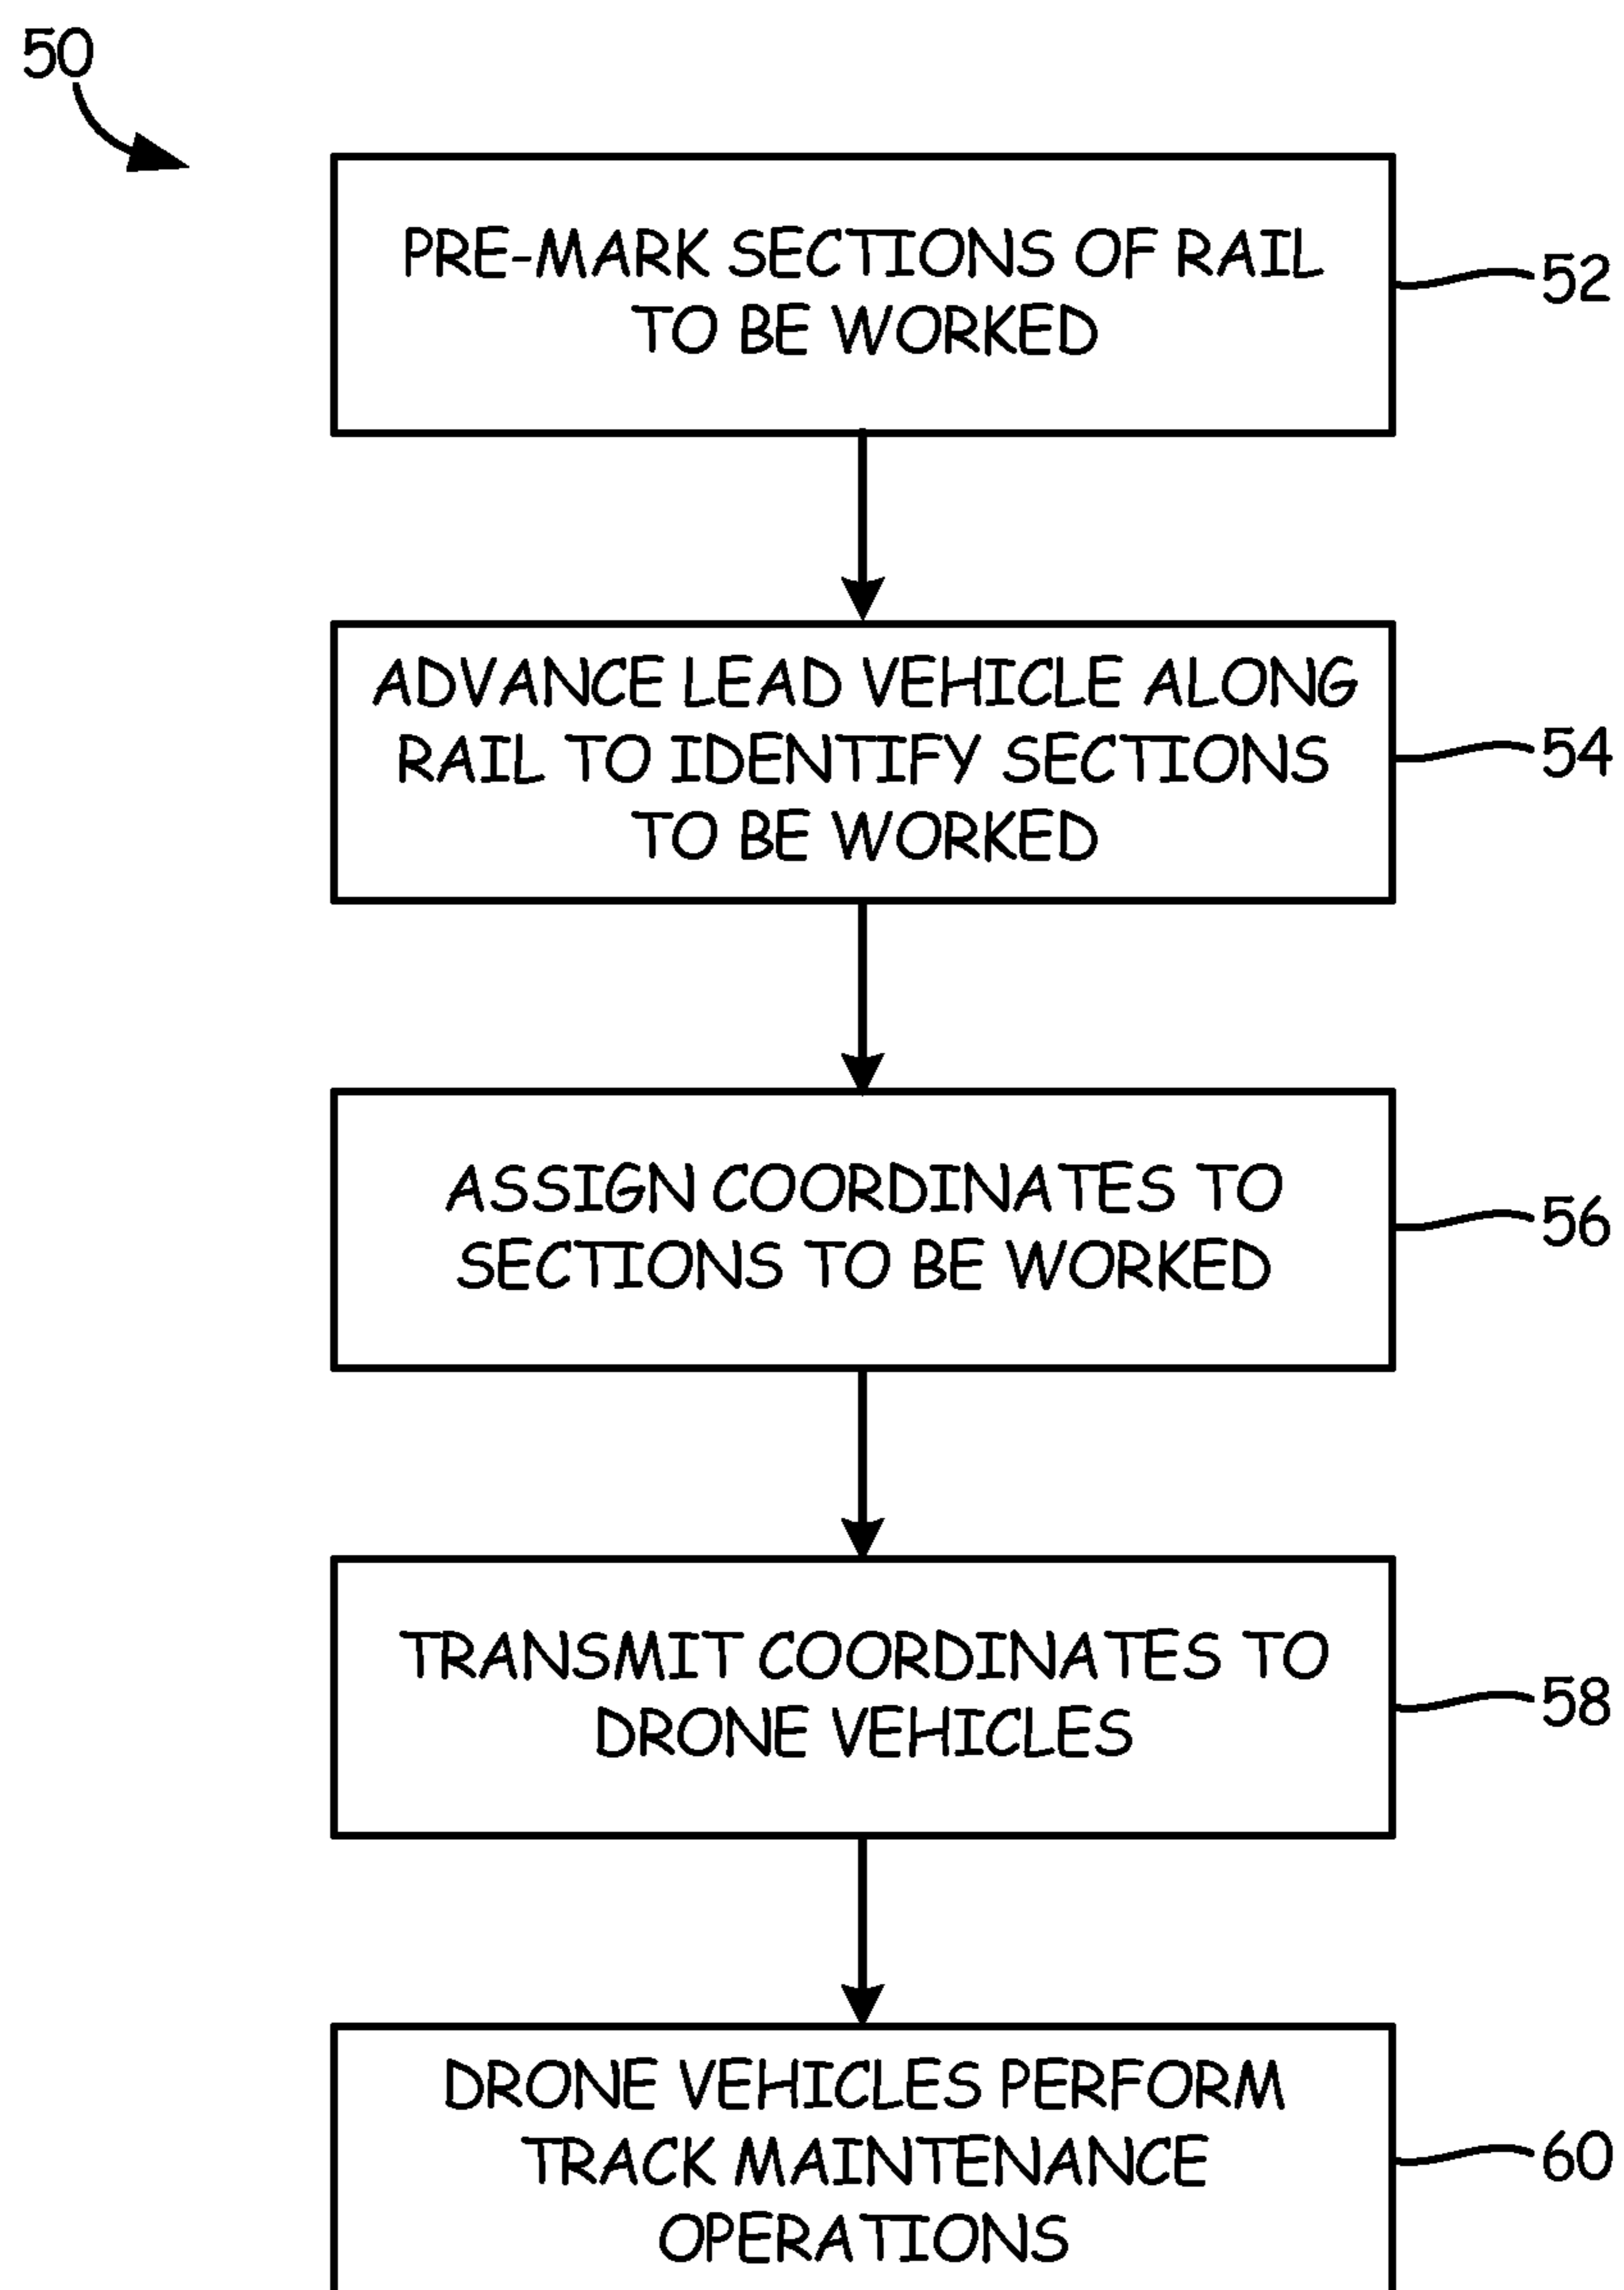 50
PRE-MARK SECTIONS OF RAIL
TO BE WORKED
52
ADVANCE LEAD VEHICLE ALONG
RAIL TO IDENTIFY SECTIONS
TO BE WORKED
54
ASSIGN COORDINATES TO
SECTIONS TO BE WORKED
56
TRANSMIT COORDINATES TO
DRONE VEHICLES
58
DRONE VEHICLES PERFORM
TRACK MAINTENANCE
OPERATIONS
60